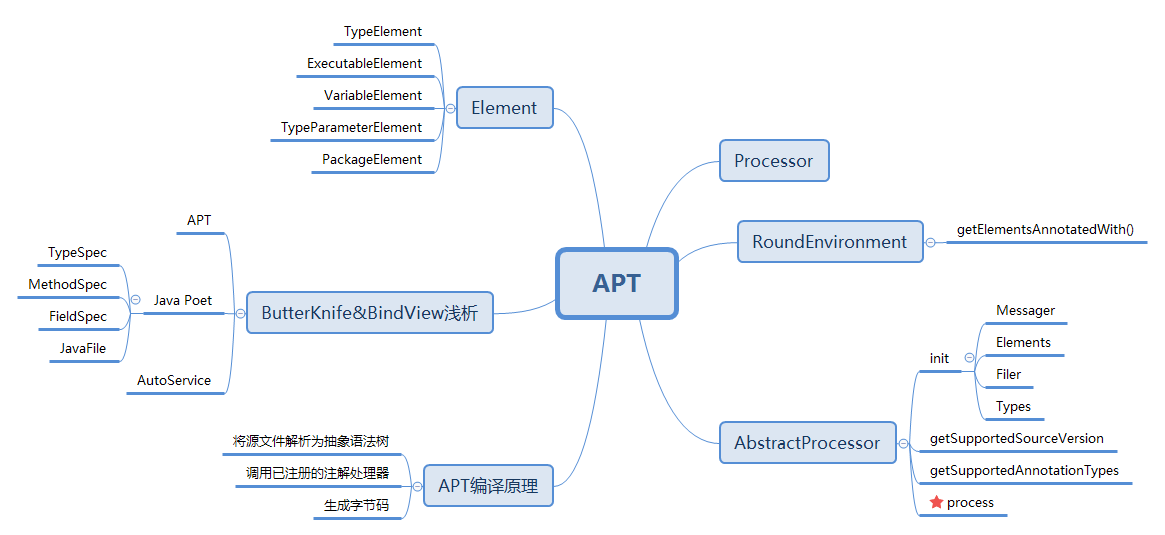 APT
Element
TypeElement
ExecutableElement
VariableElement
TypeParameterElement
PackageElement
ButterKnife&BindView浅析
APT
Java Poet
TypeSpec
MethodSpec
FieldSpec
JavaFile
AutoService
APT编译原理
将源文件解析为抽象语法树
调用已注册的注解处理器
生成字节码
Processor
RoundEnvironment
getElementsAnnotatedWith()
AbstractProcessor
init
Messager
Elements
Filer
Types
getSupportedSourceVersion
getSupportedAnnotationTypes
process